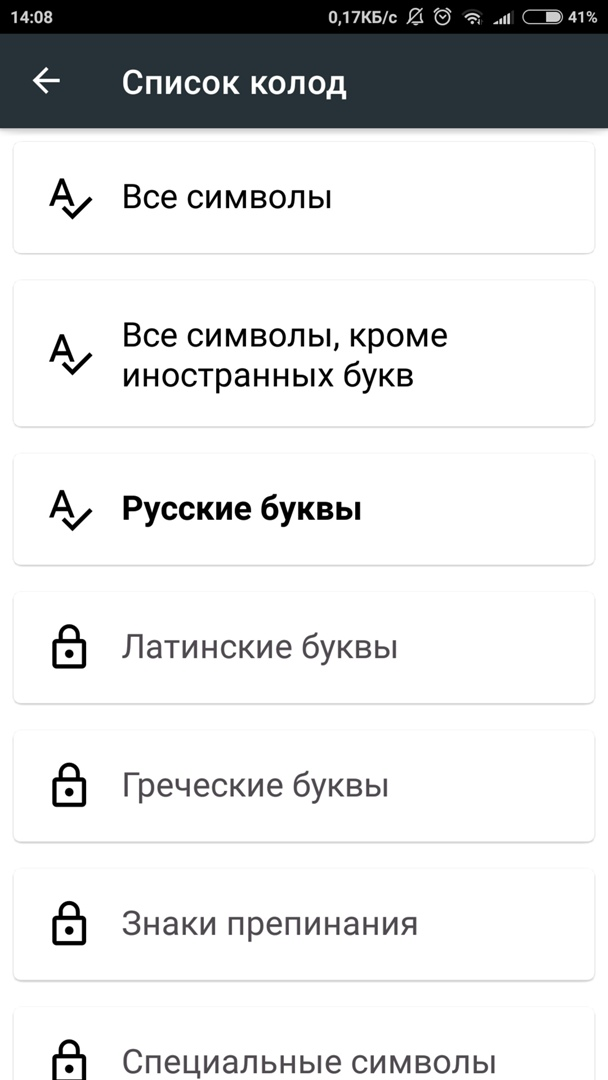 14:08 0,17КБ/с 41%
Список колод
Все символы
Все символы, кроме
иностранных букв
Русские буквы
Латинские буквы
Греческие буквы
Знаки препинания
Специальные символы